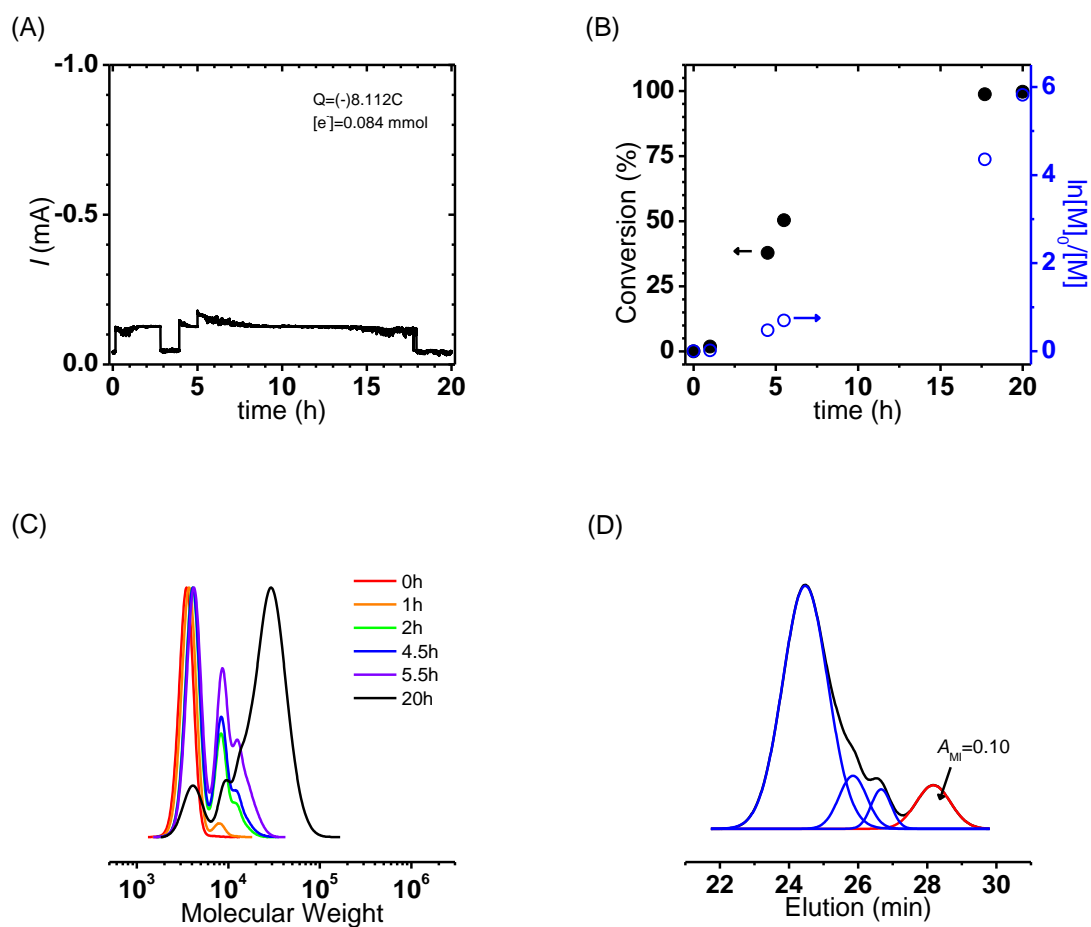 (A)
-1.0
-0.5
0.0
I (mA)
Q=(-)8.112C
[e⁻]=0.084 mmol
0 5 10 15 20
time (h)
(B)
100
75
50
25
0
Conversion (%)
6
4
2
0
ln[M]₀/[M]
0 5 10 15 20
time (h)
(C)
0h
1h
2h
4.5h
5.5h
20h
10³ 10⁴ 10⁵ 10⁶
Molecular Weight
(D)
A_MI=0.10
22 24 26 28 30
Elution (min)